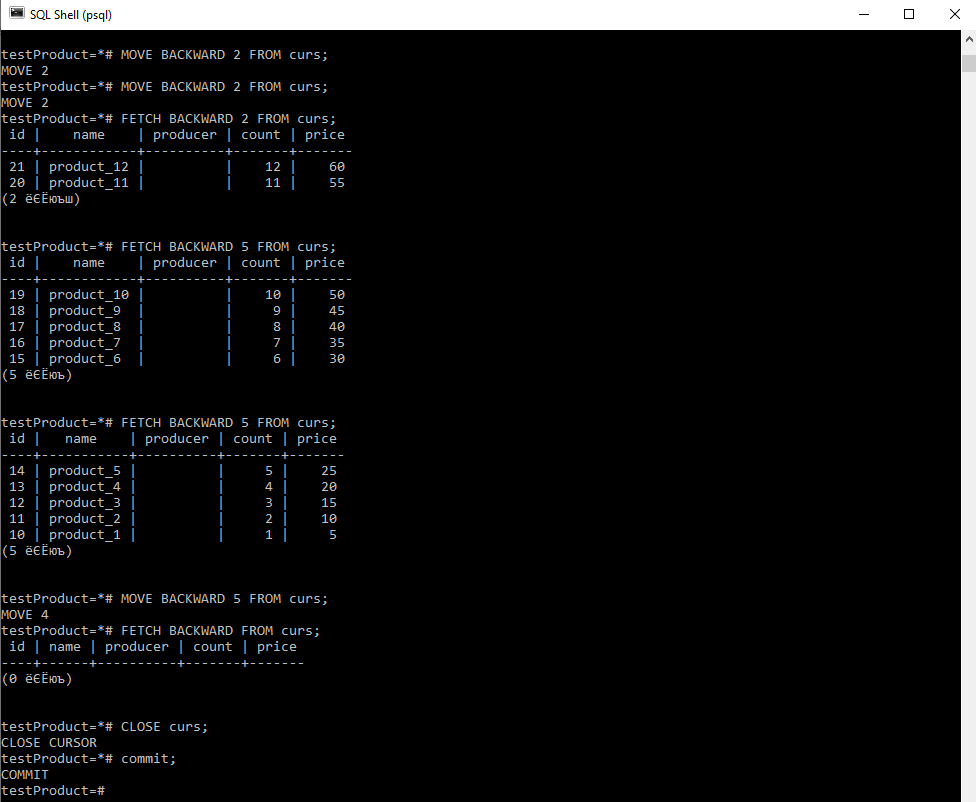 SQL Shell (psql)
testProduct=*# MOVE BACKWARD 2 FROM curs;
MOVE 2
testProduct=*# MOVE BACKWARD 2 FROM curs;
MOVE 2
testProduct=*# FETCH BACKWARD 2 FROM curs;
 id |    name    | producer | count | price
----+------------+----------+-------+-------
 21 | product_12 |          |    12 |    60
 20 | product_11 |          |    11 |    55
(2 ёЄЁюъш)
testProduct=*# FETCH BACKWARD 5 FROM curs;
 id |    name    | producer | count | price
----+------------+----------+-------+-------
 19 | product_10 |          |    10 |    50
 18 | product_9  |          |     9 |    45
 17 | product_8  |          |     8 |    40
 16 | product_7  |          |     7 |    35
 15 | product_6  |          |     6 |    30
(5 ёЄЁюъ)
testProduct=*# FETCH BACKWARD 5 FROM curs;
 id |   name    | producer | count | price
----+-----------+----------+-------+-------
 14 | product_5 |          |     5 |    25
 13 | product_4 |          |     4 |    20
 12 | product_3 |          |     3 |    15
 11 | product_2 |          |     2 |    10
 10 | product_1 |          |     1 |     5
(5 ёЄЁюъ)
testProduct=*# MOVE BACKWARD 5 FROM curs;
MOVE 4
testProduct=*# FETCH BACKWARD FROM curs;
 id | name | producer | count | price
----+------+----------+-------+-------
(0 ёЄЁюъ)
testProduct=*# CLOSE curs;
CLOSE CURSOR
testProduct=*# commit;
COMMIT
testProduct=#